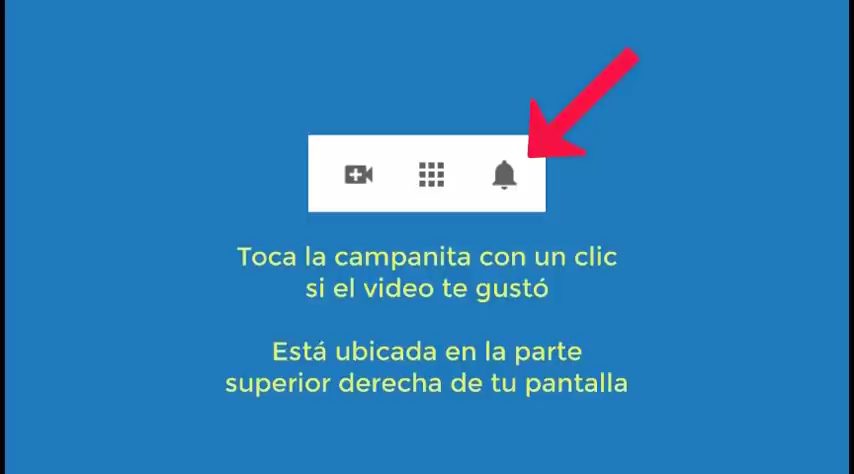 Toca la campanita con un clic
si el video te gustó
Está ubicada en la parte
superior derecha de tu pantalla